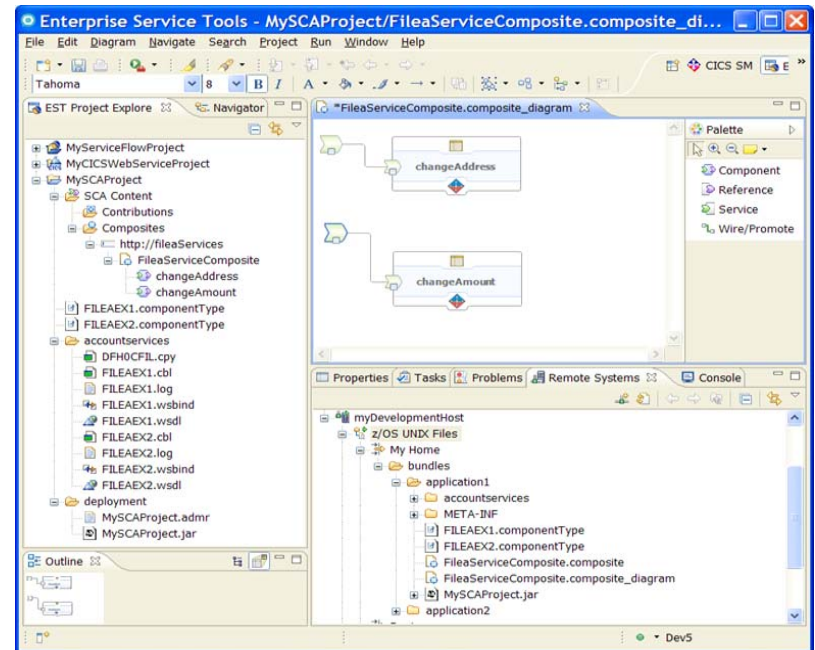 Enterprise Service Tools - MySCAProject/FileaServiceComposite.composite_di...
File Edit Diagram Navigate Search Project Run Window Help
CICS SM E »
Tahoma 8 B I A
EST Project Explore Navigator
MyServiceFlowProject
MyCICSWebServiceProject
MySCAProject
SCA Content
Contributions
Composites
http://fileaServices
FileaServiceComposite
changeAddress
changeAmount
FILEAEX1.componentType
FILEAEX2.componentType
accountservices
DFH0CFIL.cpy
FILEAEX1.cbl
FILEAEX1.log
FILEAEX1.wsbind
FILEAEX1.wsdl
FILEAEX2.cbl
FILEAEX2.log
FILEAEX2.wsbind
FILEAEX2.wsdl
deployment
MySCAProject.admr
MySCAProject.jar
Outline
*FileaServiceComposite.composite_diagram
changeAddress
changeAmount
Palette
Component
Reference
Service
Wire/Promote
Properties Tasks Problems Remote Systems Console
myDevelopmentHost
z/OS UNIX Files
My Home
bundles
application1
accountservices
META-INF
FILEAEX1.componentType
FILEAEX2.componentType
FileaServiceComposite.composite
FileaServiceComposite.composite_diagram
MySCAProject.jar
application2
Dev5